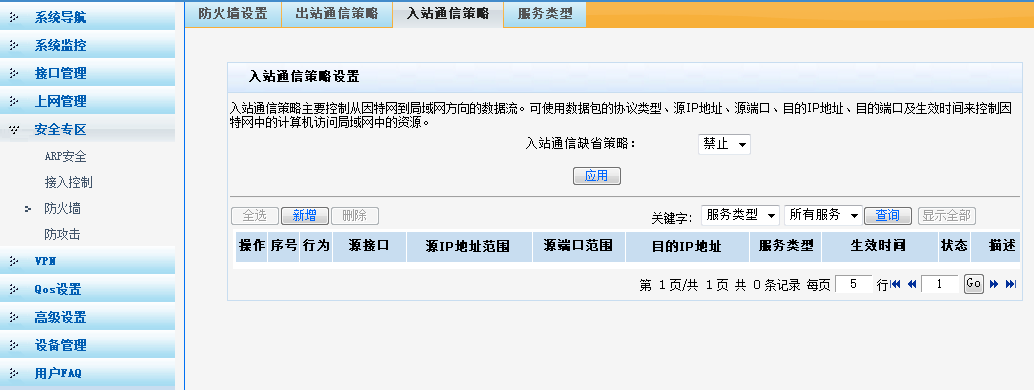 防火墙设置 出站通信策略 入站通信策略 服务类型
系统导航
系统监控
接口管理
上网管理
安全专区
ARP安全
接入控制
防火墙
防攻击
VPN
Qos设置
高级设置
设备管理
用户FAQ
入站通信策略设置
入站通信策略主要控制从因特网到局域网方向的数据流。可使用数据包的协议类型、源IP地址、源端口、目的IP地址、目的端口及生效时间来控制因
特网中的计算机访问局域网中的资源。
入站通信缺省策略： 禁止
应用
全选 新增 删除 关键字: 服务类型 所有服务 查询 显示全部
操作 序号 行为 源接口 源IP地址范围 源端口范围 目的IP地址 服务类型 生效时间 状态 描述
第 1 页/共 1 页 共 0 条记录 每页 5 行 1 Go